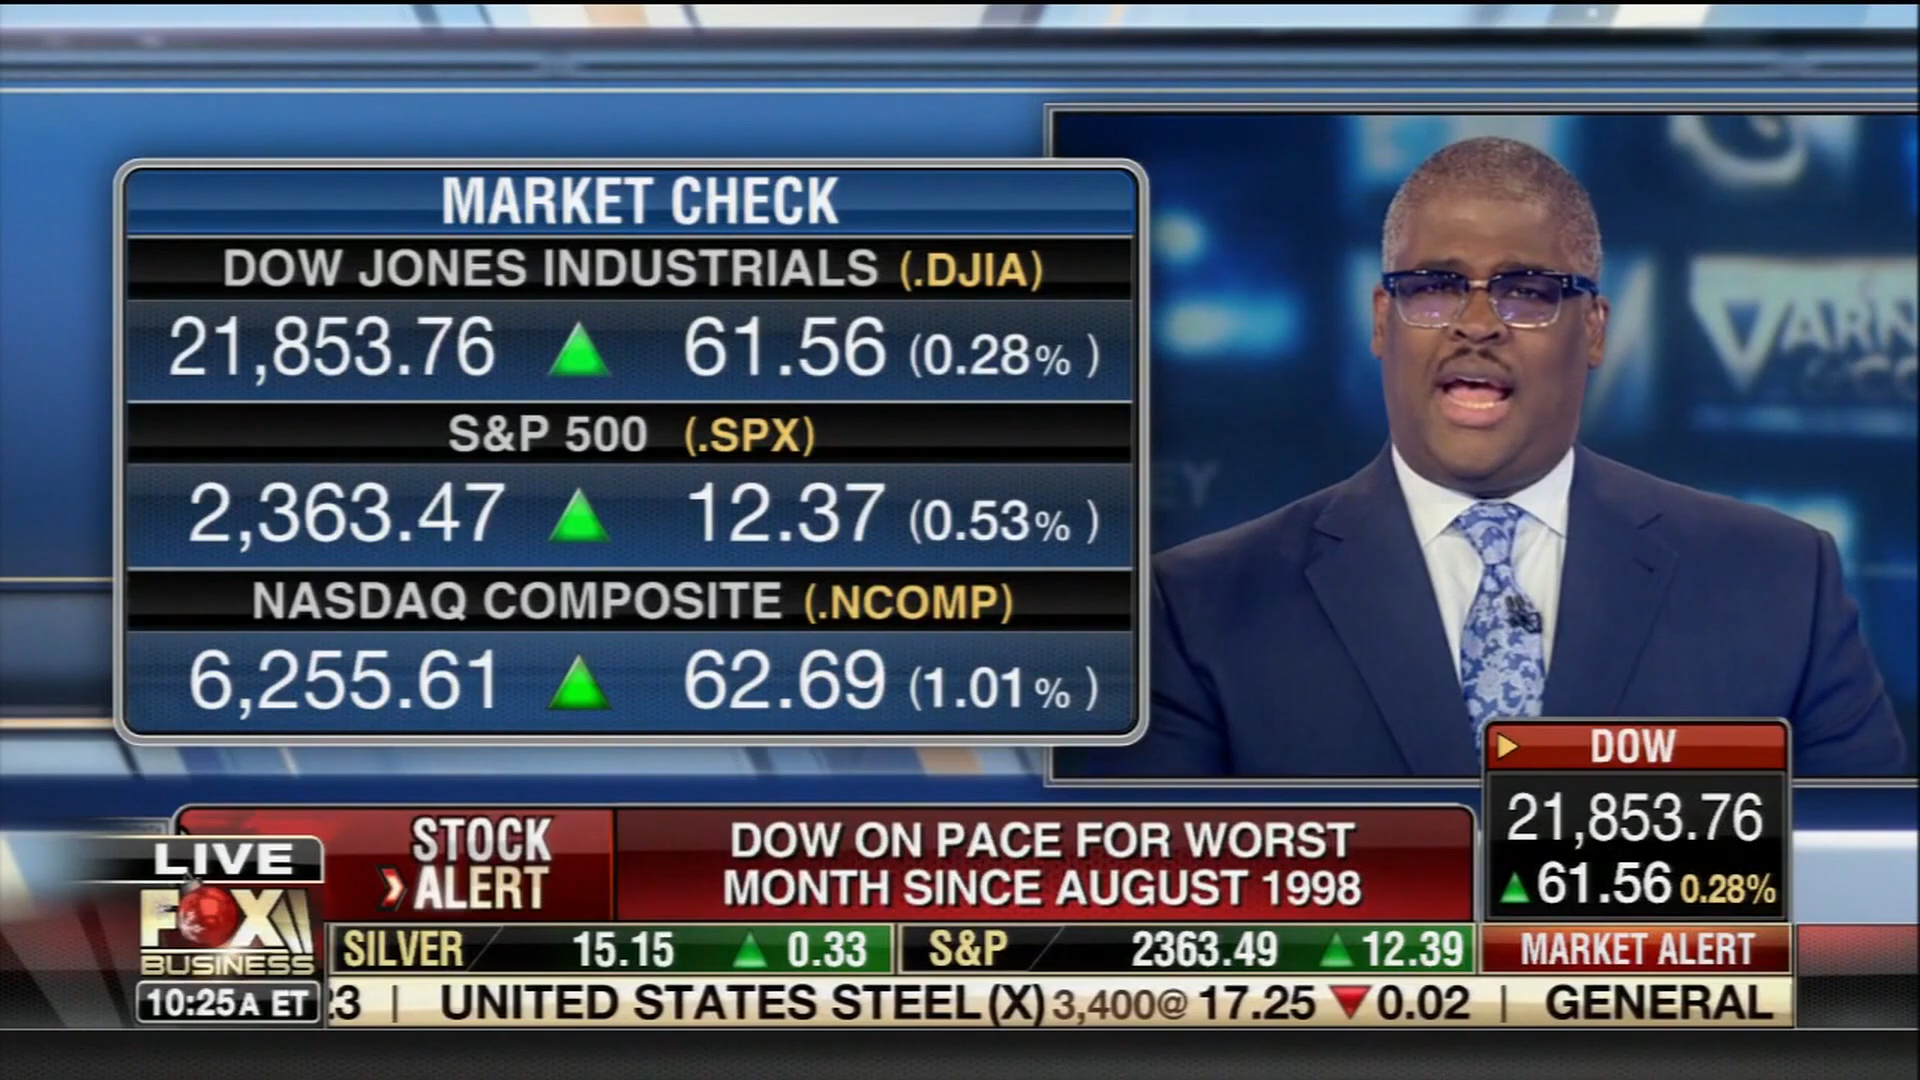 MARKET CHECK
DOW JONES INDUSTRIALS (.DJIA)
21,853.76 ▲ 61.56 (0.28%)
S&P 500 (.SPX)
2,363.47 ▲ 12.37 (0.53%)
NASDAQ COMPOSITE (.NCOMP)
6,255.61 ▲ 62.69 (1.01%)
VARN
& CO
EY
DOW
21,853.76
▲61.56 0.28%
MARKET ALERT
STOCK
ALERT
DOW ON PACE FOR WORST
MONTH SINCE AUGUST 1998
LIVE
FOX
BUSINESS
10:25A ET
SILVER 15.15 ▲ 0.33 S&P 2363.49 ▲ 12.39
23 | UNITED STATES STEEL (X) 3,400@ 17.25 ▼0.02 | GENERAL